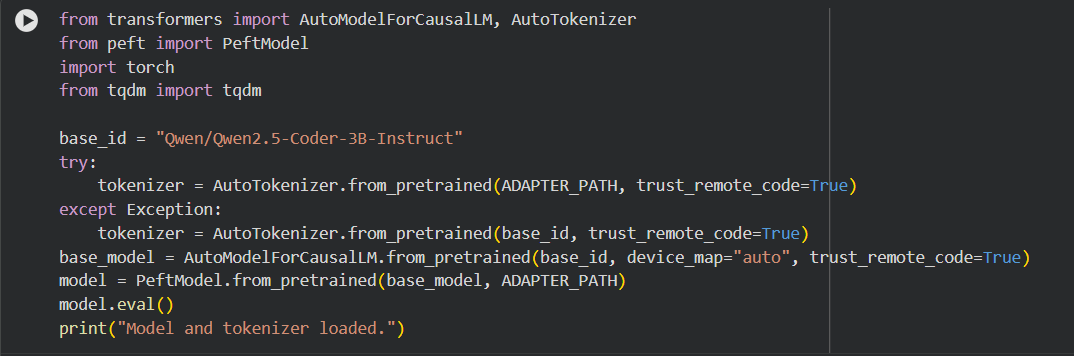 from transformers import AutoModelForCausalLM, AutoTokenizer
from peft import PeftModel
import torch
from tqdm import tqdm

base_id = "Qwen/Qwen2.5-Coder-3B-Instruct"
try:
    tokenizer = AutoTokenizer.from_pretrained(ADAPTER_PATH, trust_remote_code=True)
except Exception:
    tokenizer = AutoTokenizer.from_pretrained(base_id, trust_remote_code=True)
base_model = AutoModelForCausalLM.from_pretrained(base_id, device_map="auto", trust_remote_code=True)
model = PeftModel.from_pretrained(base_model, ADAPTER_PATH)
model.eval()
print("Model and tokenizer loaded.")